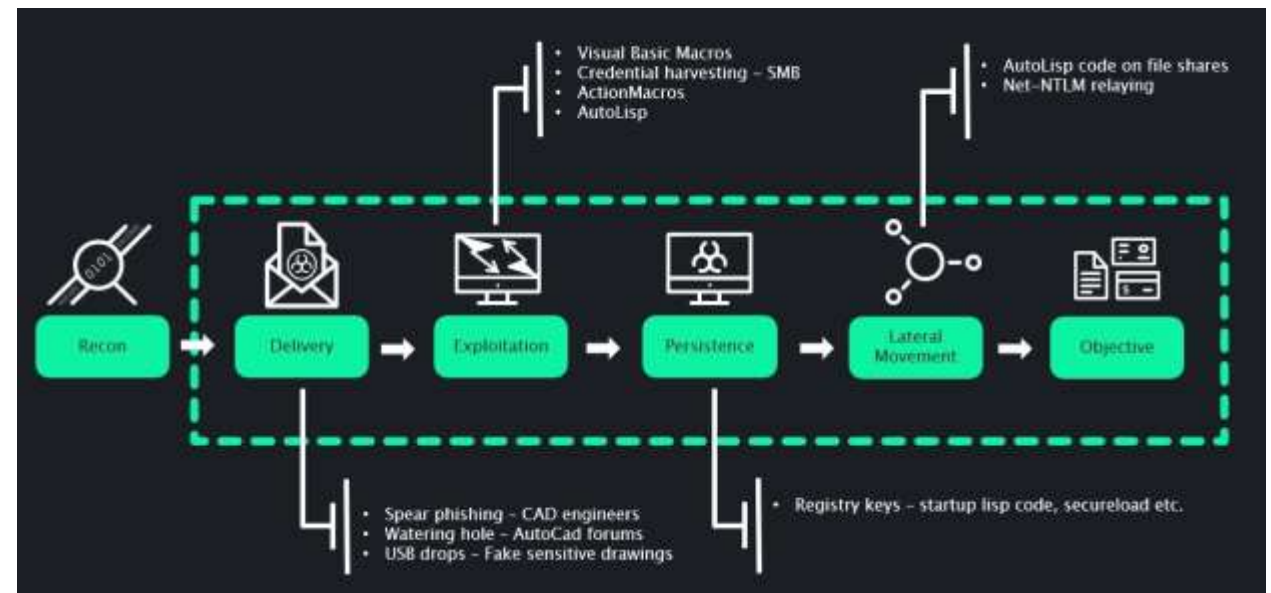 • Visual Basic Macros
• Credential harvesting – SMB
• ActionMacros
• AutoLisp
• AutoLisp code on file shares
• Net-NTLM relaying
0101
Recon
Delivery
Exploitation
Persistence
Lateral
Movement
Objective
$
• Spear phishing – CAD engineers
• Watering hole – AutoCad forums
• USB drops – Fake sensitive drawings
• Registry keys – startup lisp code, secureload etc.